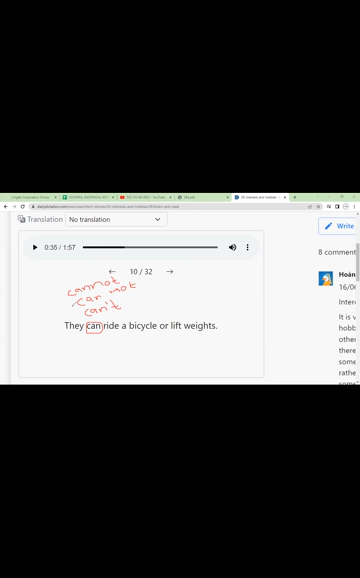 Translation No translation
Write
0:35 / 1:57
8 comment
← 10 / 32 →
cannot
can not
can't
They can ride a bicycle or lift weights.
Hoàn
16/0
Inter
It is v
hobb
other
there
some
rathe